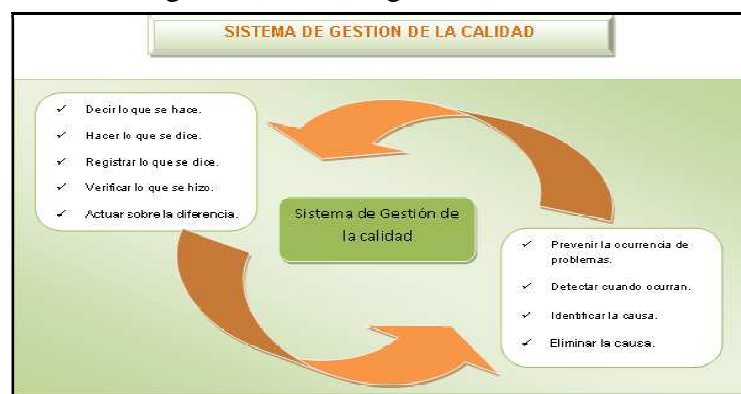 SISTEMA DE GESTION DE LA CALIDAD
✓ Decir lo que se hace.
✓ Hacer lo que se dice.
✓ Registrar lo que se dice.
✓ Verificar lo que se hizo.
✓ Actuar sobre la diferencia.
Sistema de Gestión de
la calidad
✓ Prevenir la ocurrencia de
problemas.
✓ Detectar cuando ocurran.
✓ Identificar la causa.
✓ Eliminar la causa.